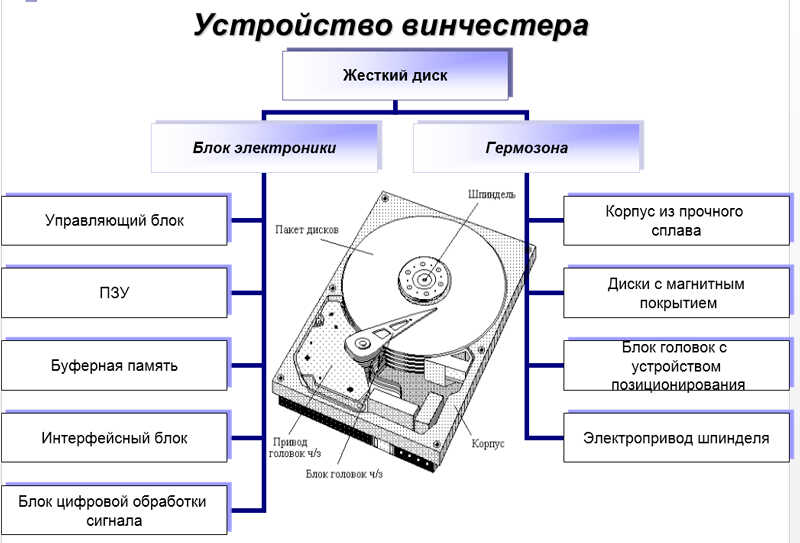 Устройство винчестера
Жесткий диск
Блок электроники
Гермозона
Управляющий блок
ПЗУ
Буферная память
Интерфейсный блок
Блок цифровой обработки
сигнала
Шпиндель
Пакет дисков
Привод
головок ч/з
Блок головок ч/з
Корпус
Корпус из прочного
сплава
Диски с магнитным
покрытием
Блок головок с
устройством
позиционирования
Электропривод шпинделя